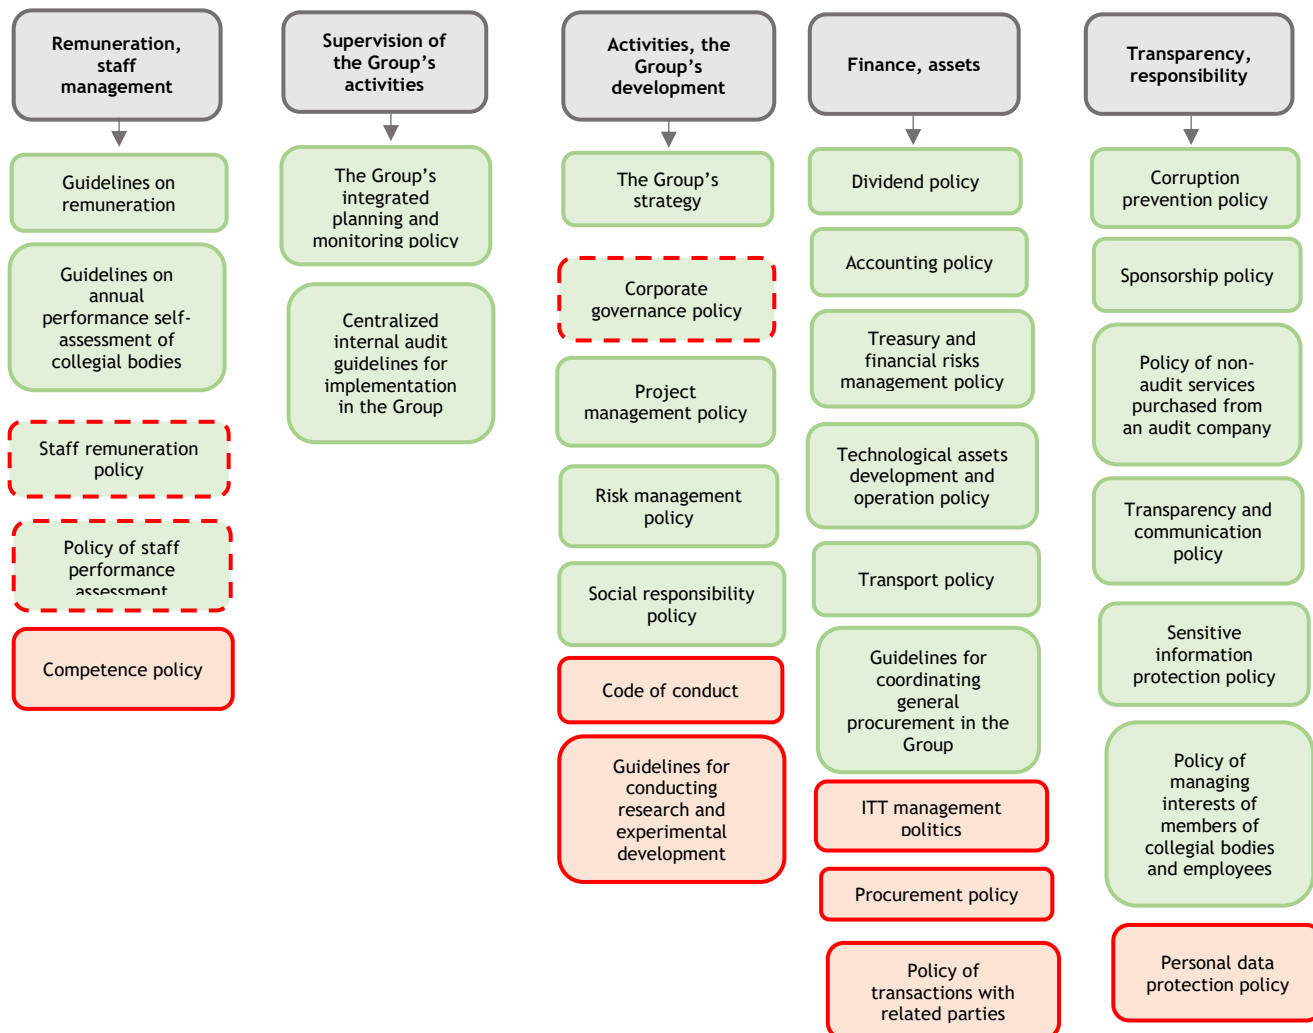 Remuneration,
staff
management
Guidelines on
remuneration
Guidelines on
annual
performance self-
assessment of
collegial bodies
Staff remuneration
policy
Policy of staff
performance
assessment
Competence policy
Supervision of
the Group’s
activities
The Group’s
integrated
planning and
monitoring policy
Centralized
internal audit
guidelines for
implementation
in the Group
Activities, the
Group’s
development
The Group’s
strategy
Corporate
governance policy
Project
management policy
Risk management
policy
Social responsibility
policy
Code of conduct
Guidelines for
conducting
research and
experimental
development
Finance, assets
Dividend policy
Accounting policy
Treasury and
financial risks
management policy
Technological assets
development and
operation policy
Transport policy
Guidelines for
coordinating
general
procurement in the
Group
ITT management
politics
Procurement policy
Policy of
transactions with
related parties
Transparency,
responsibility
Corruption
prevention policy
Sponsorship policy
Policy of non-
audit services
purchased from
an audit company
Transparency and
communication
policy
Sensitive
information
protection policy
Policy of
managing
interests of
members of
collegial bodies
and employees
Personal data
protection policy